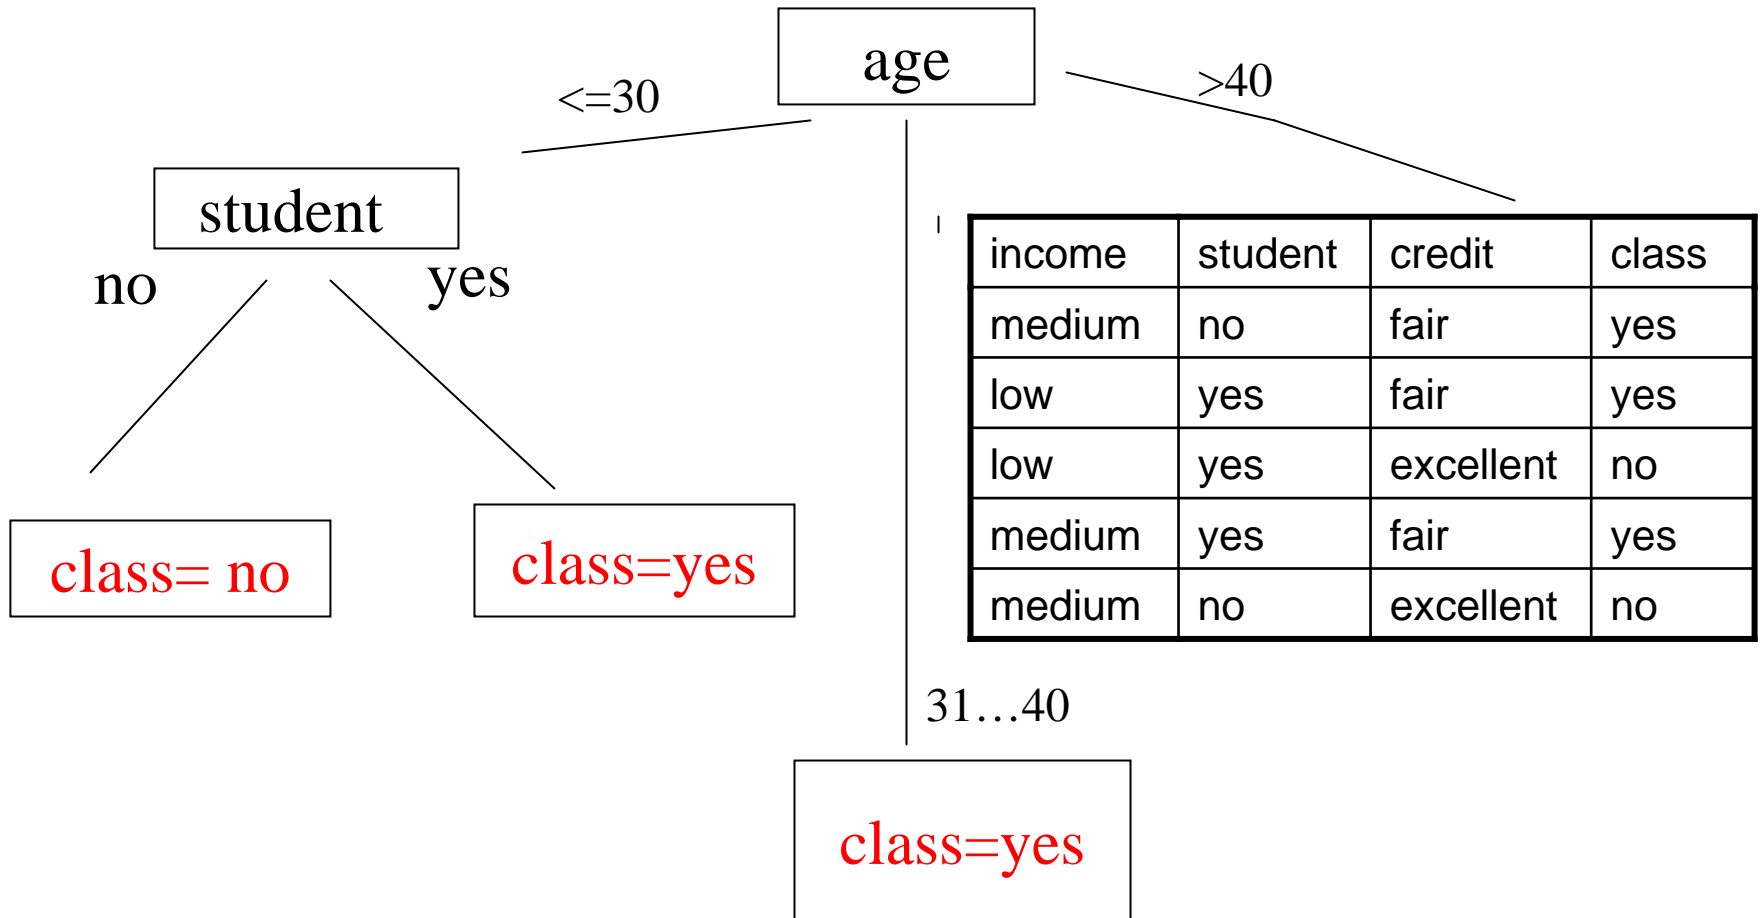 age
<=30
>40
student
no
yes
class= no
class=yes
income student credit class
medium no fair yes
low yes fair yes
low yes excellent no
medium yes fair yes
medium no excellent no
31…40
class=yes